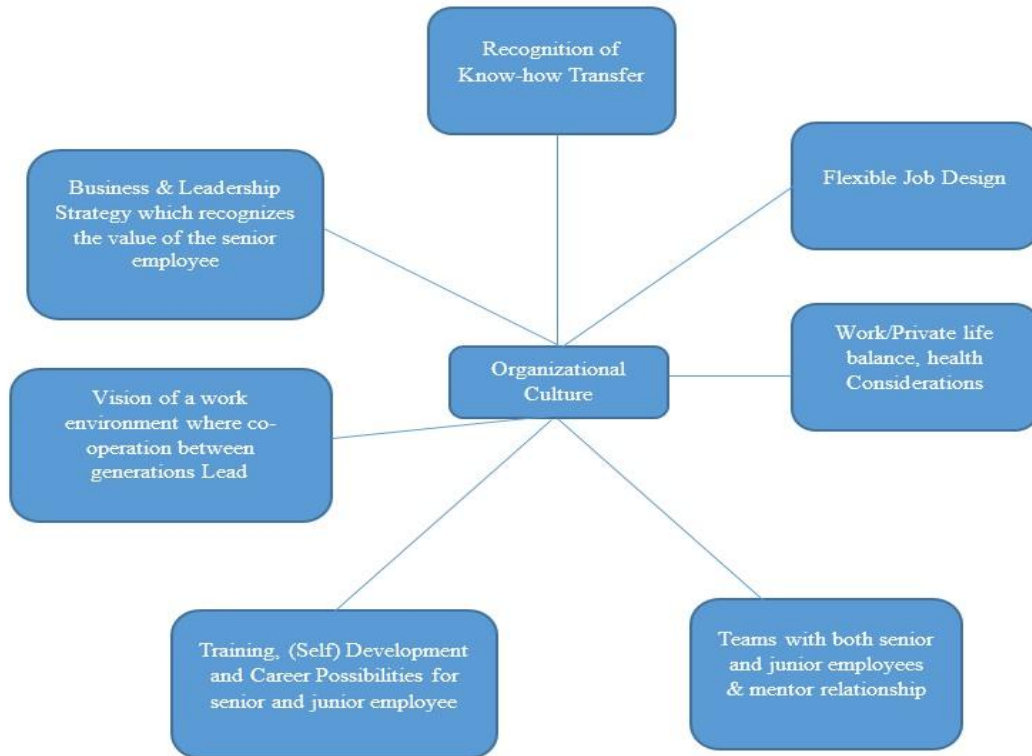 Recognition of
Know-how Transfer
Business & Leadership
Strategy which recognizes
the value of the senior
employee
Flexible Job Design
Work/Private life
balance, health
Considerations
Organizational
Culture
Vision of a work
environment where co-
operation between
generations Lead
Training, (Self) Development
and Career Possibilities for
senior and junior employee
Teams with both senior
and junior employees
& mentor relationship